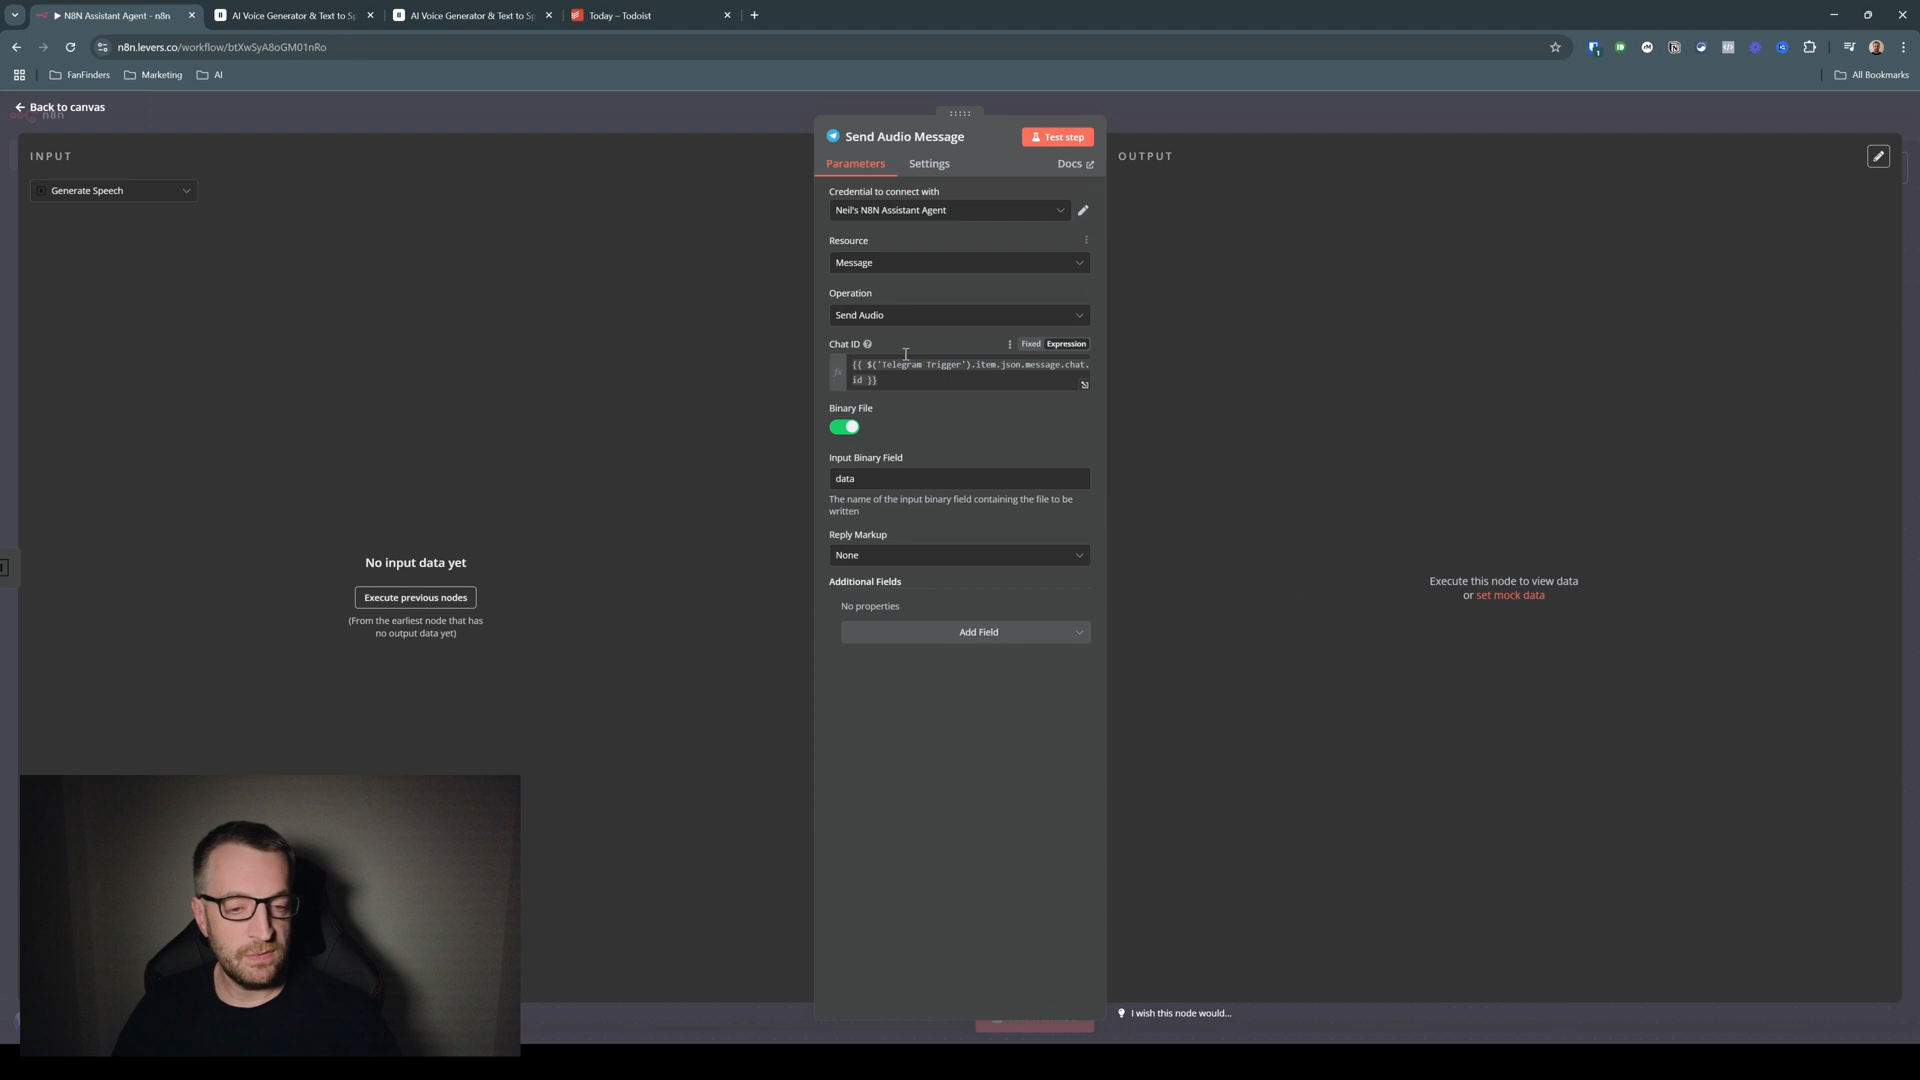 N8N Assistant Agent - n8n
AI Voice Generator & Text to Sp
AI Voice Generator & Text to Sp
Today – Todoist
n8n.levers.co/workflow/btXwSyA8oGM01nRo
FanFinders
Marketing
AI
All Bookmarks
Back to canvas
n8n
INPUT
Generate Speech
No input data yet
Execute previous nodes
(From the earliest node that has
no output data yet)
Send Audio Message
Test step
Parameters
Settings
Docs
Credential to connect with
Neil's N8N Assistant Agent
Resource
Message
Operation
Send Audio
Chat ID
Fixed
Expression
fx
{{ $('Telegram Trigger').item.json.message.chat.
id }}
Binary File
Input Binary Field
data
The name of the input binary field containing the file to be
written
Reply Markup
None
Additional Fields
No properties
Add Field
OUTPUT
Execute this node to view data
or set mock data
I wish this node would...